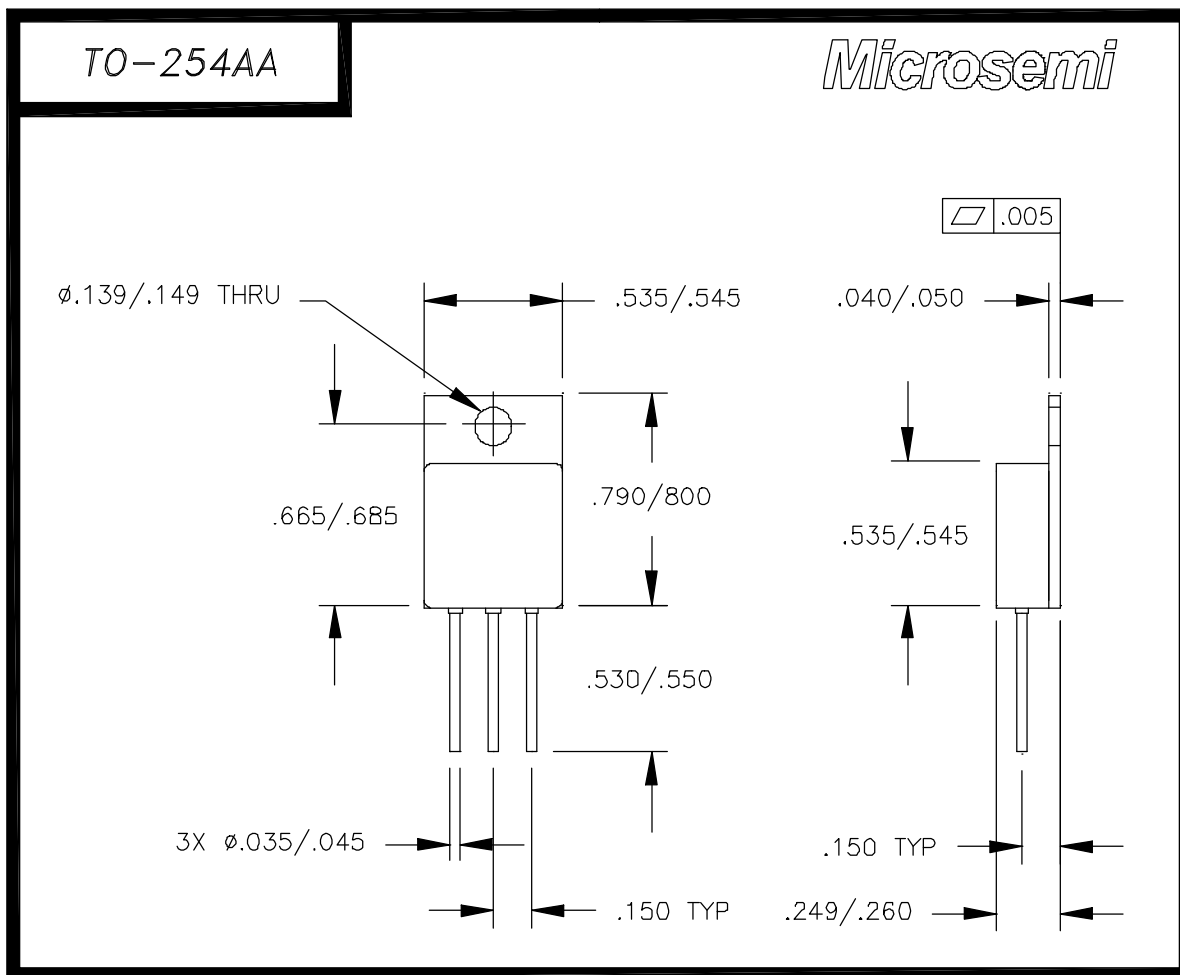 TO-254AA
Microsemi
.005
ø.139/.149 THRU
.535/.545
.040/.050
.665/.685
.790/800
.535/.545
.530/.550
3X ø.035/.045
.150 TYP
.150 TYP
.249/.260